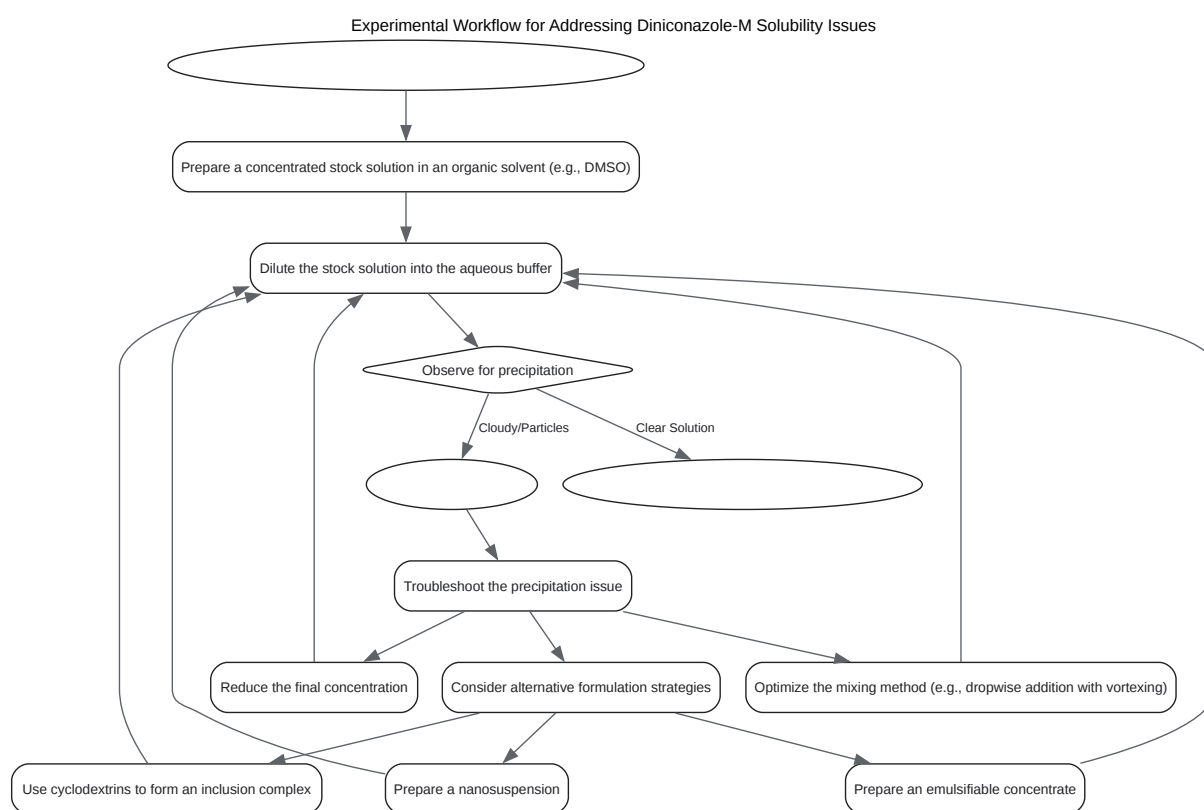 Experimental Workflow for Addressing Diniconazole-M Solubility Issues
Prepare a concentrated stock solution in an organic solvent (e.g., DMSO)
Dilute the stock solution into the aqueous buffer
Observe for precipitation
Cloudy/Particles
Clear Solution
Troubleshoot the precipitation issue
Reduce the final concentration
Consider alternative formulation strategies
Optimize the mixing method (e.g., dropwise addition with vortexing)
Use cyclodextrins to form an inclusion complex
Prepare a nanosuspension
Prepare an emulsifiable concentrate